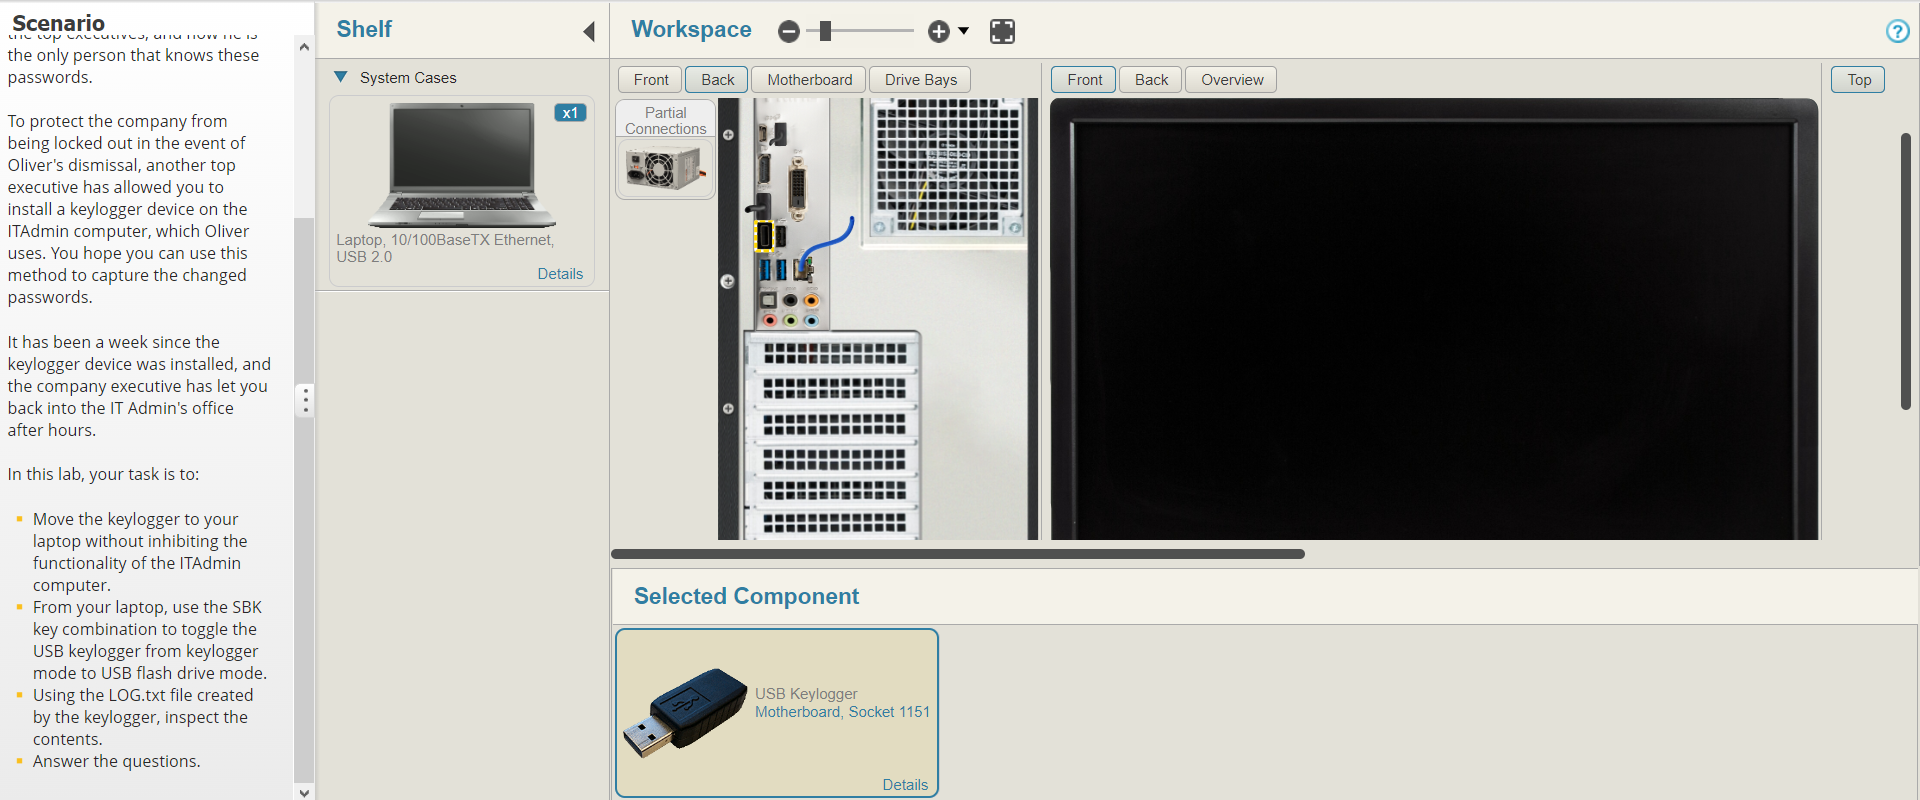 Scenario
the top executives, and now he is
the only person that knows these
passwords.
To protect the company from
being locked out in the event of
Oliver's dismissal, another top
executive has allowed you to
install a keylogger device on the
ITAdmin computer, which Oliver
uses. You hope you can use this
method to capture the changed
passwords.
It has been a week since the
keylogger device was installed, and
the company executive has let you
back into the IT Admin's office
after hours.
In this lab, your task is to:
Move the keylogger to your
laptop without inhibiting the
functionality of the ITAdmin
computer.
From your laptop, use the SBK
key combination to toggle the
USB keylogger from keylogger
mode to USB flash drive mode.
Using the LOG.txt file created
by the keylogger, inspect the
contents.
Answer the questions.
Shelf
System Cases
x1
Laptop, 10/100BaseTX Ethernet,
USB 2.0
Details
Workspace
?
Front Back Motherboard Drive Bays
Partial
Connections
Front Back Overview
Top
Selected Component
USB Keylogger
Motherboard, Socket 1151
Details